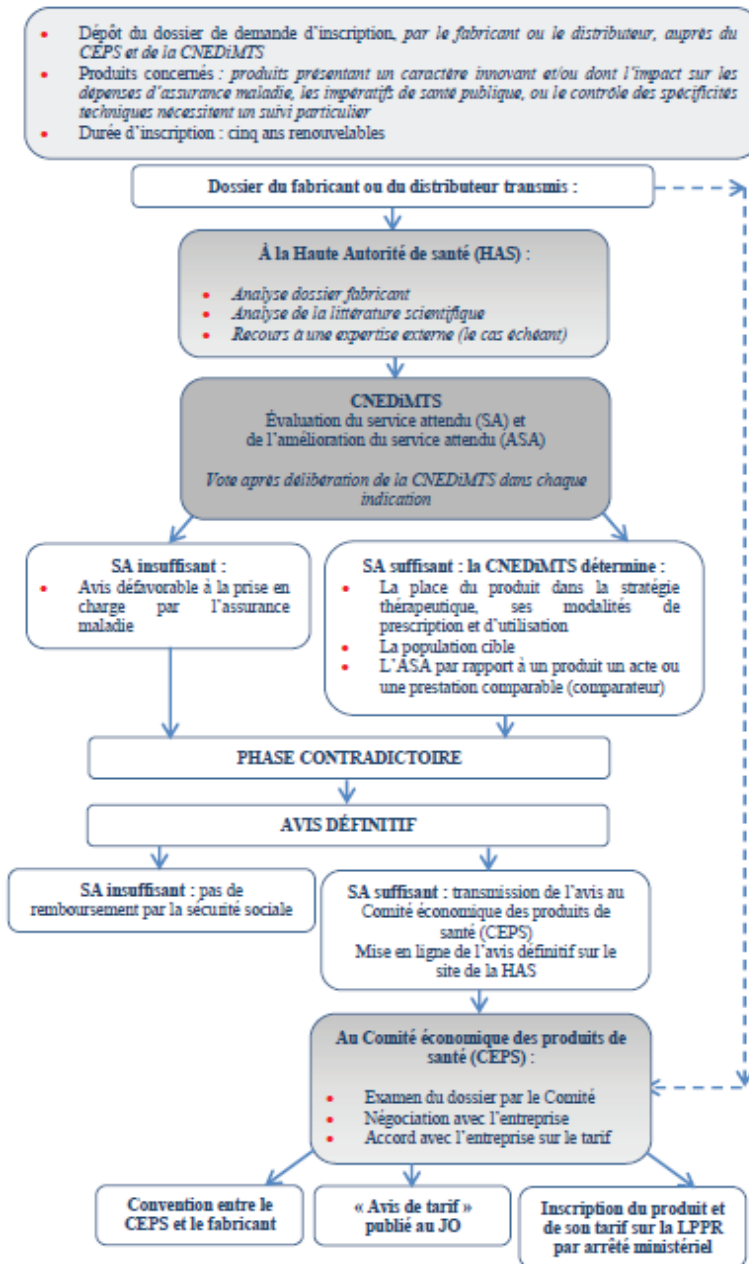 Dépôt du dossier de demande d'inscription, par le fabricant ou le distributeur, auprès du
CEPS et de la CNEDiMTS
Produits concernés : produits présentant un caractère innovant et/ou dont l'impact sur les
dépenses d'assurance maladie, les impératifs de santé publique, ou le contrôle des spécificités
techniques nécessitent un suivi particulier
Durée d'inscription : cinq ans renouvelables
Dossier du fabricant ou du distributeur transmis :
À la Haute Autorité de santé (HAS) :
Analyse dossier fabricant
Analyse de la littérature scientifique
Recours à une expertise externe (le cas échéant)
CNEDiMTS
Évaluation du service attendu (SA) et
de l'amélioration du service attendu (ASA)
Vote après délibération de la CNEDiMTS dans chaque
indication
SA insuffisant :
Avis défavorable à la prise en
charge par l'assurance
maladie
SA suffisant : la CNEDiMTS détermine :
La place du produit dans la stratégie
thérapeutique, ses modalités de
prescription et d'utilisation
La population cible
L'ASA par rapport à un produit un acte ou
une prestation comparable (comparateur)
PHASE CONTRADICTOIRE
AVIS DÉFINITIF
SA insuffisant : pas de
remboursement par la sécurité sociale
SA suffisant : transmission de l'avis au
Comité économique des produits de
santé (CEPS)
Mise en ligne de l'avis définitif sur le
site de la HAS
Au Comité économique des produits de
santé (CEPS) :
Examen du dossier par le Comité
Négociation avec l'entreprise
Accord avec l'entreprise sur le tarif
Convention entre le
CEPS et le fabricant
« Avis de tarif »
publié au JO
Inscription du produit et
de son tarif sur la LPPR
par arrêté ministériel